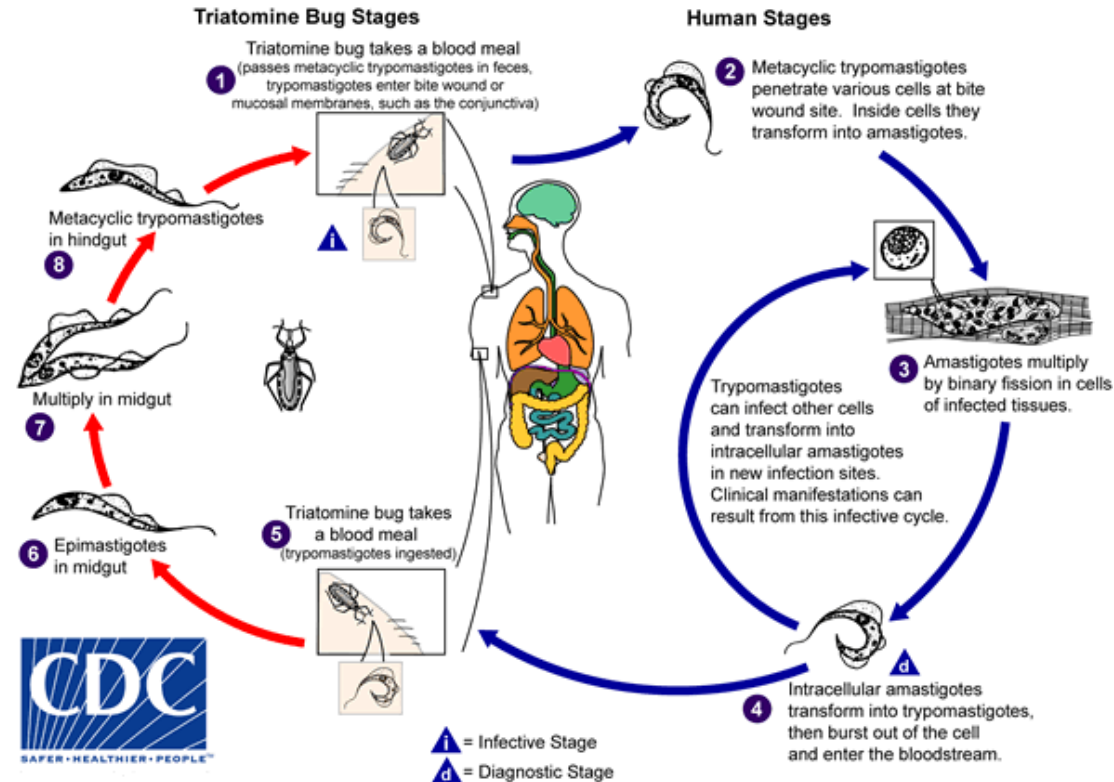 Triatomine Bug Stages
Human Stages
1
Triatomine bug takes a blood meal
(passes metacyclic trypomastigotes in feces,
trypomastigotes enter bite wound or
mucosal membranes, such as the conjunctiva)
i
2
Metacyclic trypomastigotes
penetrate various cells at bite
wound site. Inside cells they
transform into amastigotes.
3
Amastigotes multiply
by binary fission in cells
of infected tissues.
Trypomastigotes
can infect other cells
and transform into
intracellular amastigotes
in new infection sites.
Clinical manifestations can
result from this infective cycle.
d
4
Intracellular amastigotes
transform into trypomastigotes,
then burst out of the cell
and enter the bloodstream.
5
Triatomine bug takes
a blood meal
(trypomastigotes ingested)
6
Epimastigotes
in midgut
Multiply in midgut
7
Metacyclic trypomastigotes
in hindgut
8
CDC
SAFER•HEALTHIER•PEOPLE™
i = Infective Stage
d = Diagnostic Stage